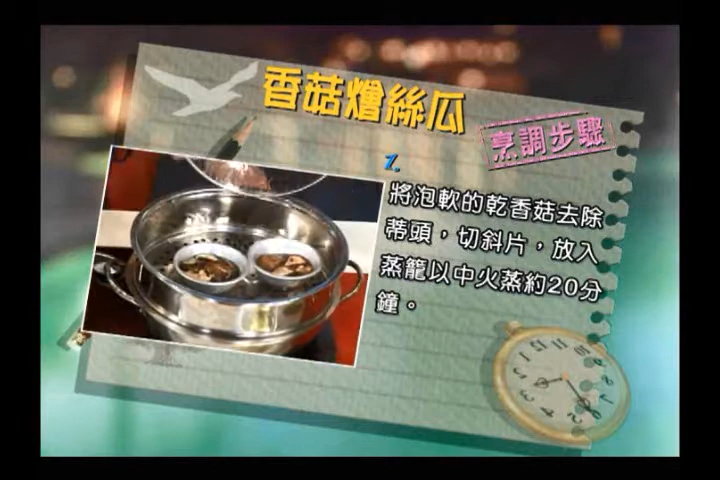 香菇燴絲瓜
烹調步驟
1.
將泡軟的乾香菇去除
蒂頭，切斜片，放入
蒸籠以中火蒸約20分
鐘。